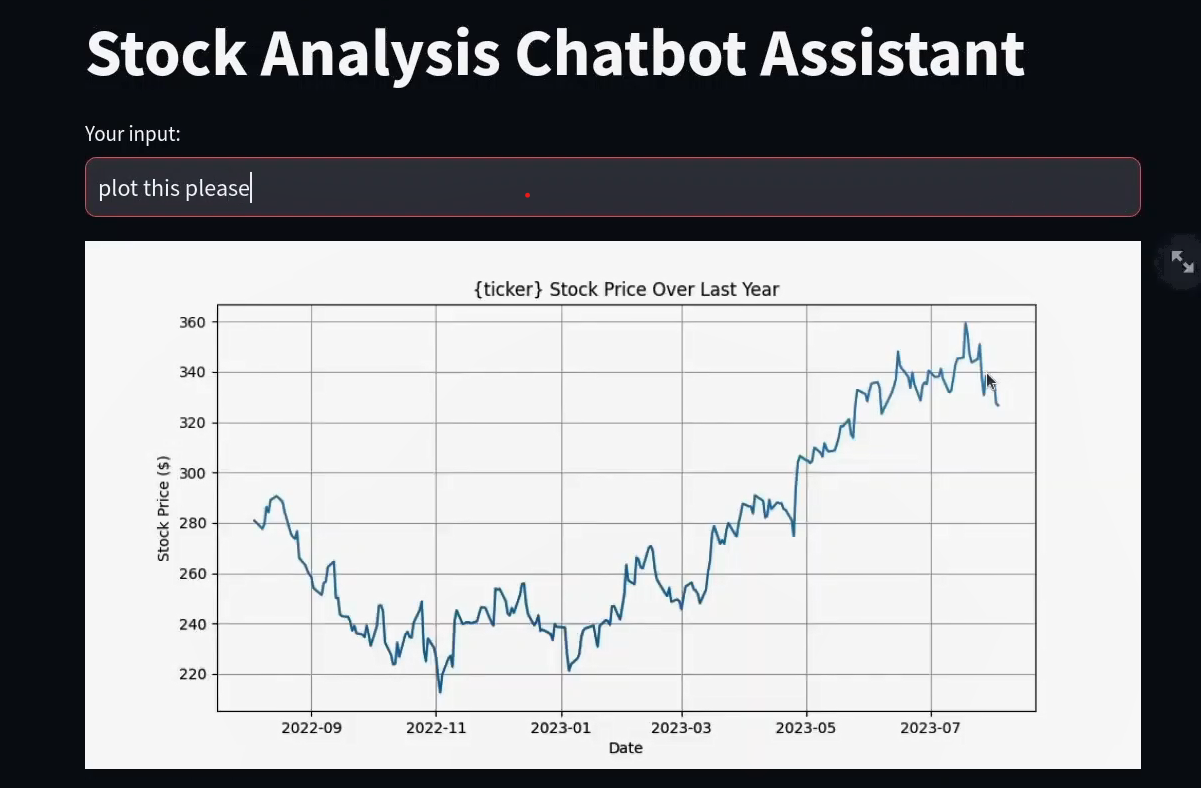 Stock Analysis Chatbot Assistant
Your input:
plot this please
{ticker} Stock Price Over Last Year
360
340
320
300
280
260
240
220
Stock Price ($)
2022-09 2022-11 2023-01 2023-03 2023-05 2023-07
Date